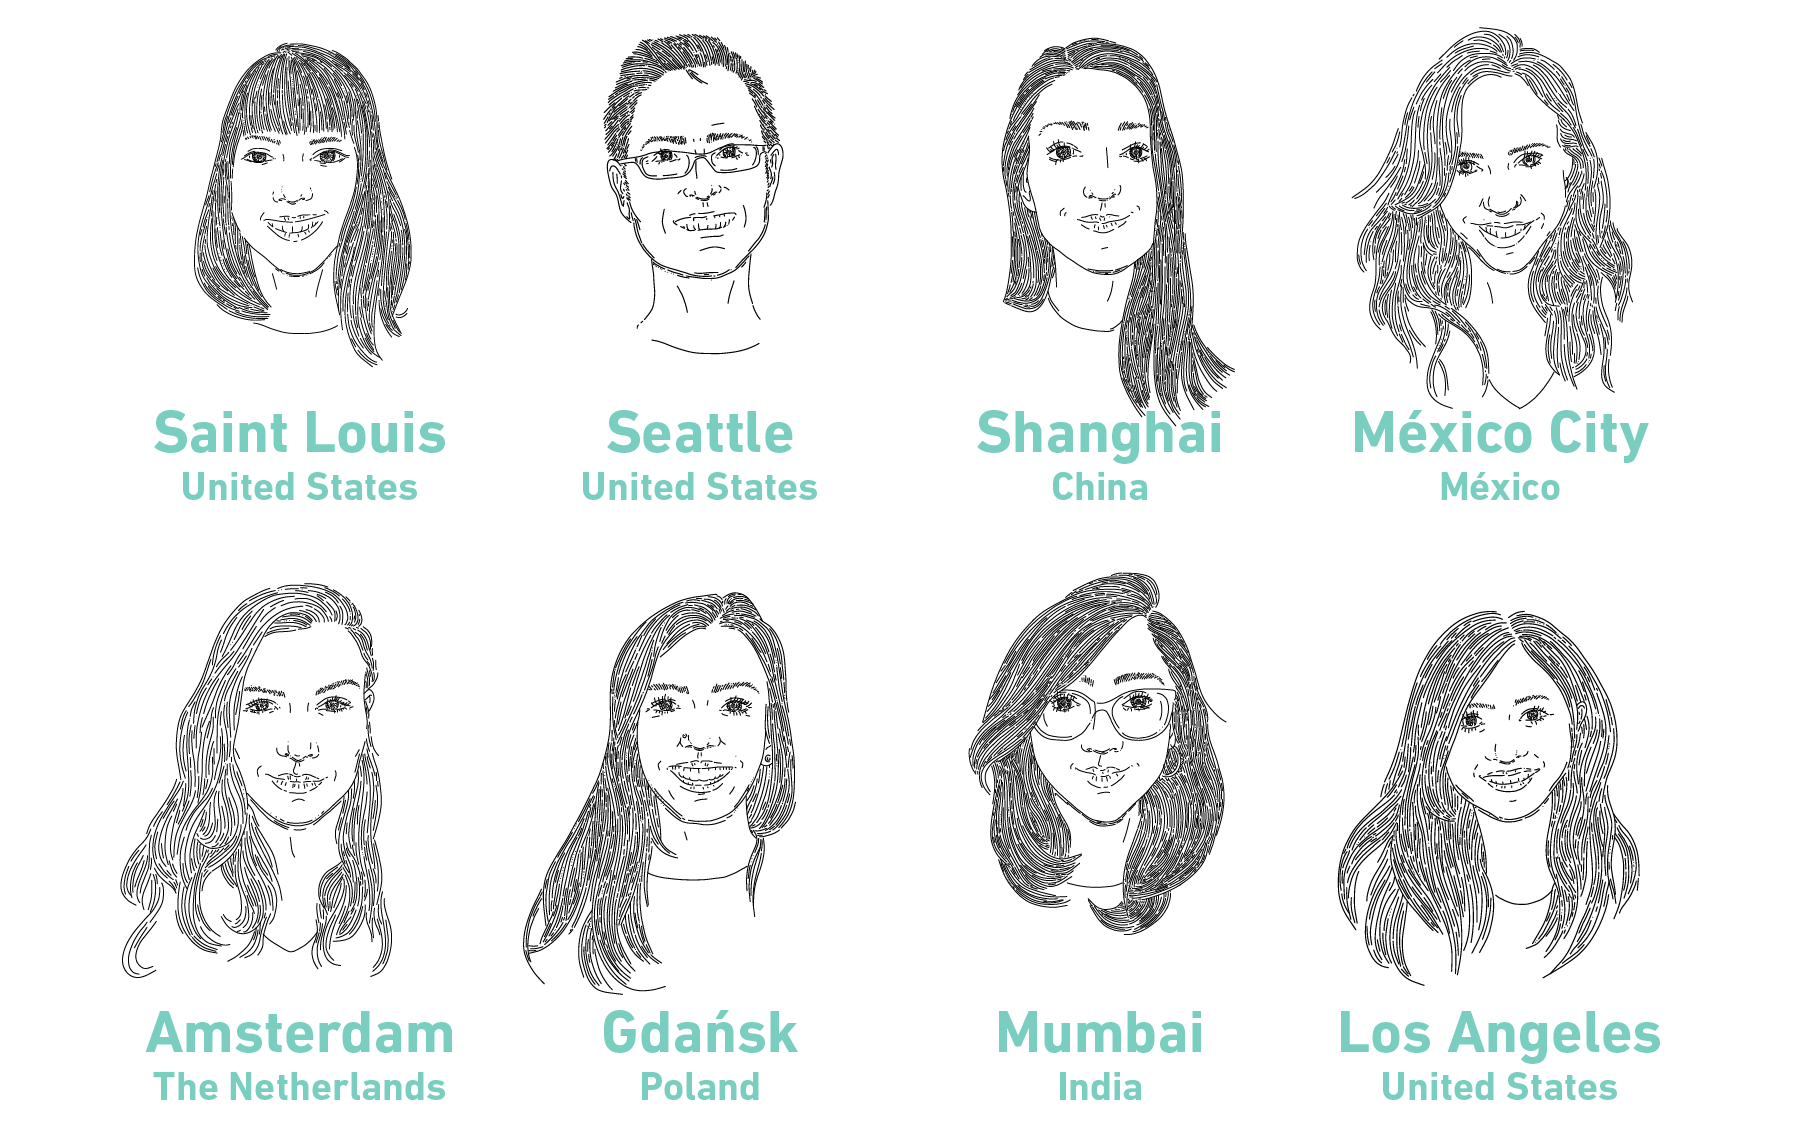 Saint Louis
United States
Seattle
United States
Shanghai
China
México City
México
Amsterdam
The Netherlands
Gdańsk
Poland
Mumbai
India
Los Angeles
United States